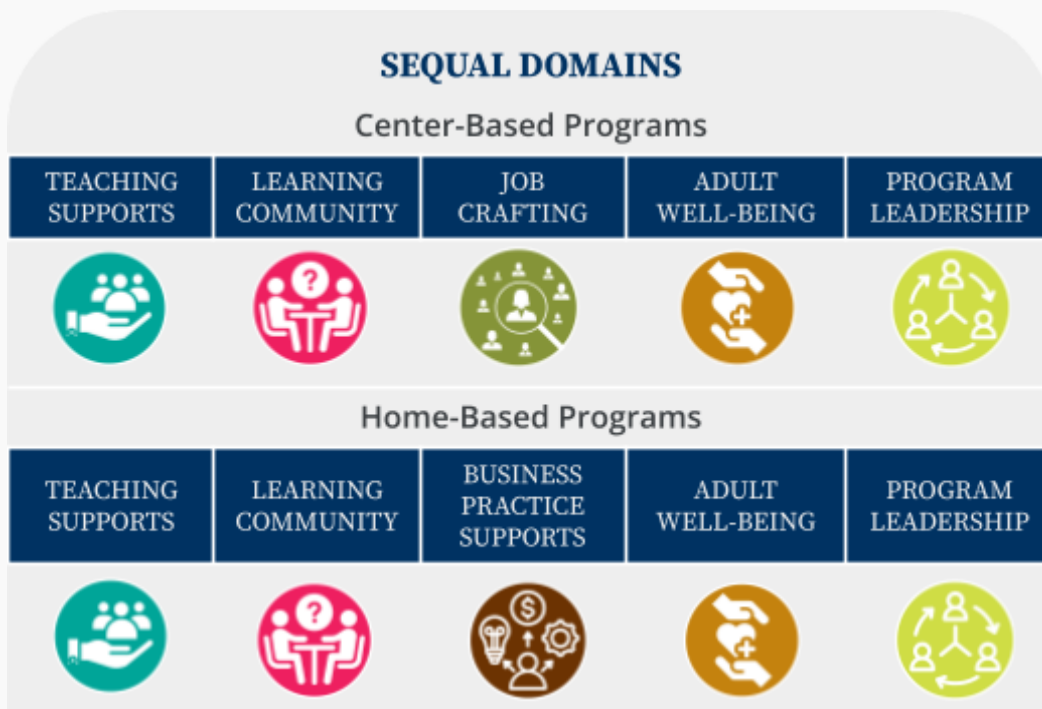 SEQUAL DOMAINS
Center-Based Programs
TEACHING
SUPPORTS
LEARNING
COMMUNITY
JOB
CRAFTING
ADULT
WELL-BEING
PROGRAM
LEADERSHIP
?
Home-Based Programs
TEACHING
SUPPORTS
LEARNING
COMMUNITY
BUSINESS
PRACTICE
SUPPORTS
ADULT
WELL-BEING
PROGRAM
LEADERSHIP
?
$